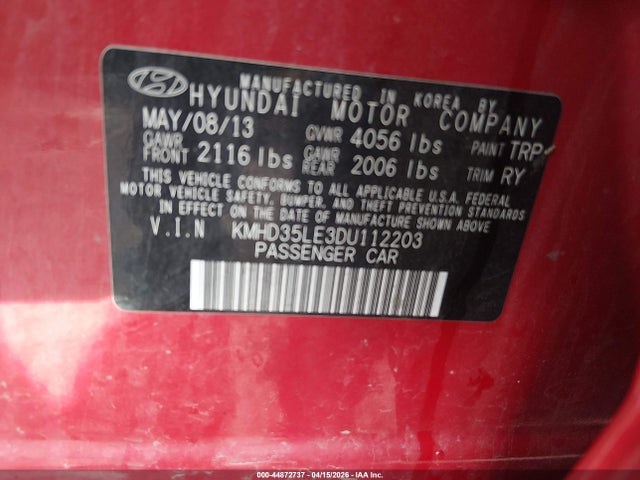 MANUFACTURED IN KOREA BY
HYUNDAI MOTOR COMPANY
MAY/08/13 GVWR 4056 lbs PAINT TRP
GAWR FRONT 2116 lbs GAWR REAR 2006 lbs TRIM RY
THIS VEHICLE CONFORMS TO ALL APPLICABLE U.S.A. FEDERAL
MOTOR VEHICLE SAFETY, BUMPER, AND THEFT PREVENTION STANDARDS
IN EFFECT ON THE DATE OF MANUFACTURE SHOWN ABOVE.
V.I.N KMHD35LE3DU112203
PASSENGER CAR
000-44872737 - 04/15/2026 - IAA Inc.